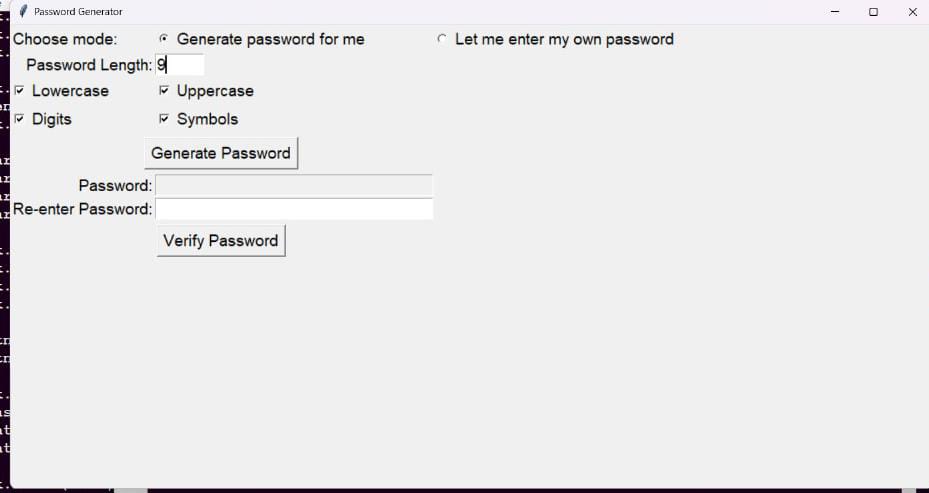 Password Generator
Choose mode: Generate password for me Let me enter my own password
Password Length: 9
Lowercase Uppercase
Digits Symbols
Generate Password
Password:
Re-enter Password:
Verify Password